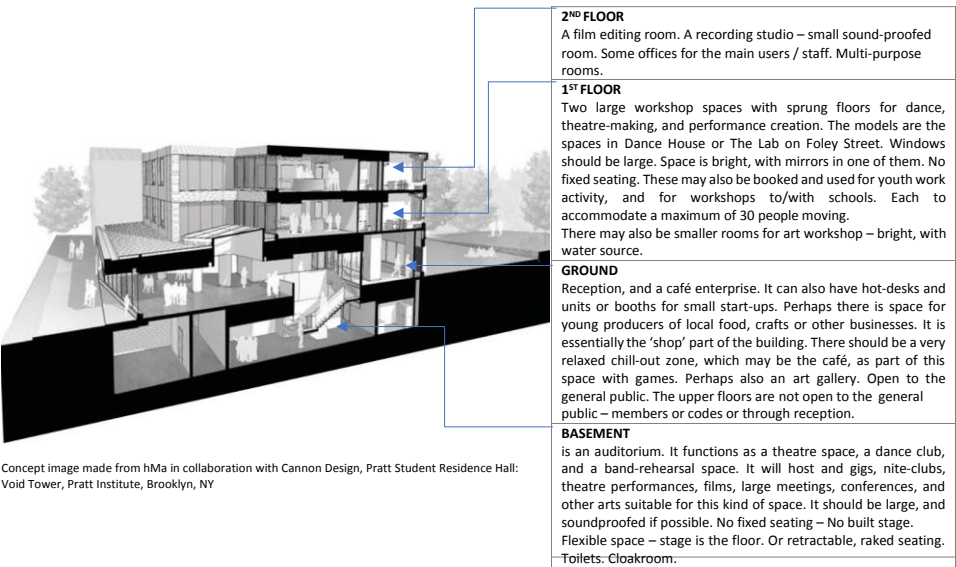 2ND FLOOR
A film editing room. A recording studio – small sound-proofed
room. Some offices for the main users / staff. Multi-purpose
rooms.
1ST FLOOR
Two large workshop spaces with sprung floors for dance,
theatre-making, and performance creation. The models are the
spaces in Dance House or The Lab on Foley Street. Windows
should be large. Space is bright, with mirrors in one of them. No
fixed seating. These may also be booked and used for youth work
activity, and for workshops to/with schools. Each to
accommodate a maximum of 30 people moving.
There may also be smaller rooms for art workshop – bright, with
water source.
GROUND
Reception, and a café enterprise. It can also have hot-desks and
units or booths for small start-ups. Perhaps there is space for
young producers of local food, crafts or other businesses. It is
essentially the ‘shop’ part of the building. There should be a very
relaxed chill-out zone, which may be the café, as part of this
space with games. Perhaps also an art gallery. Open to the
general public. The upper floors are not open to the general
public – members or codes or through reception.
BASEMENT
is an auditorium. It functions as a theatre space, a dance club,
and a band-rehearsal space. It will host and gigs, nite-clubs,
theatre performances, films, large meetings, conferences, and
other arts suitable for this kind of space. It should be large, and
soundproofed if possible. No fixed seating – No built stage.
Flexible space – stage is the floor. Or retractable, raked seating.
Toilets. Cloakroom.
Concept image made from hMa in collaboration with Cannon Design, Pratt Student Residence Hall:
Void Tower, Pratt Institute, Brooklyn, NY